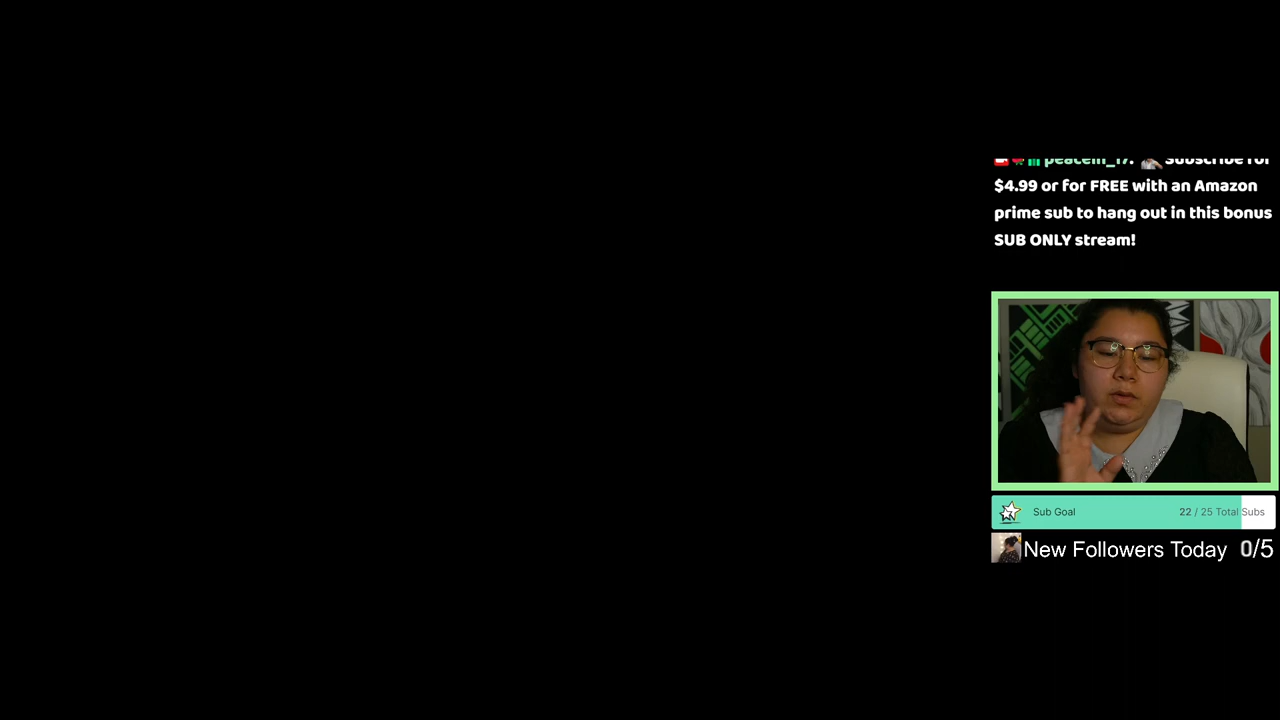 $4.99 or for FREE with an Amazon
prime sub to hang out in this bonus
SUB ONLY stream!
Sub Goal
22 / 25 Total Subs
New Followers Today 0/5